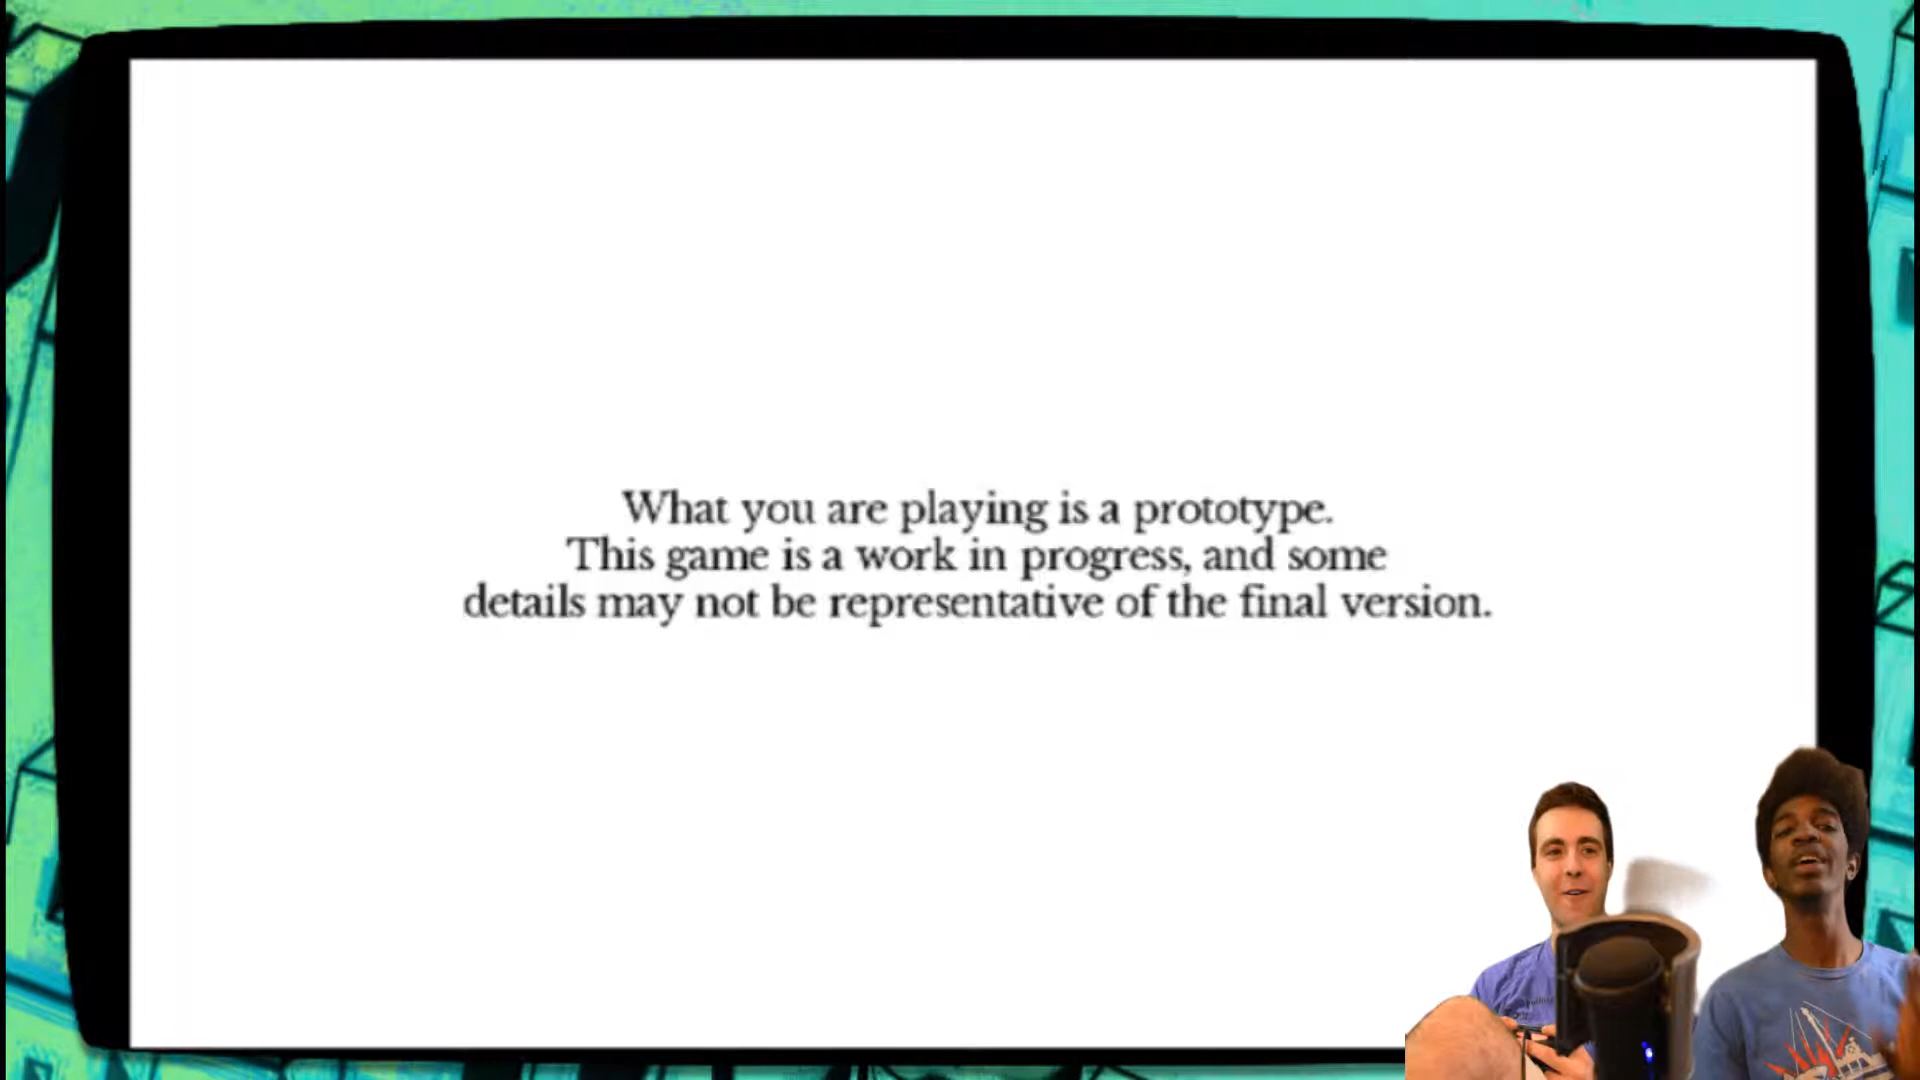 What you are playing is a prototype.
This game is a work in progress, and some
details may not be representative of the final version.